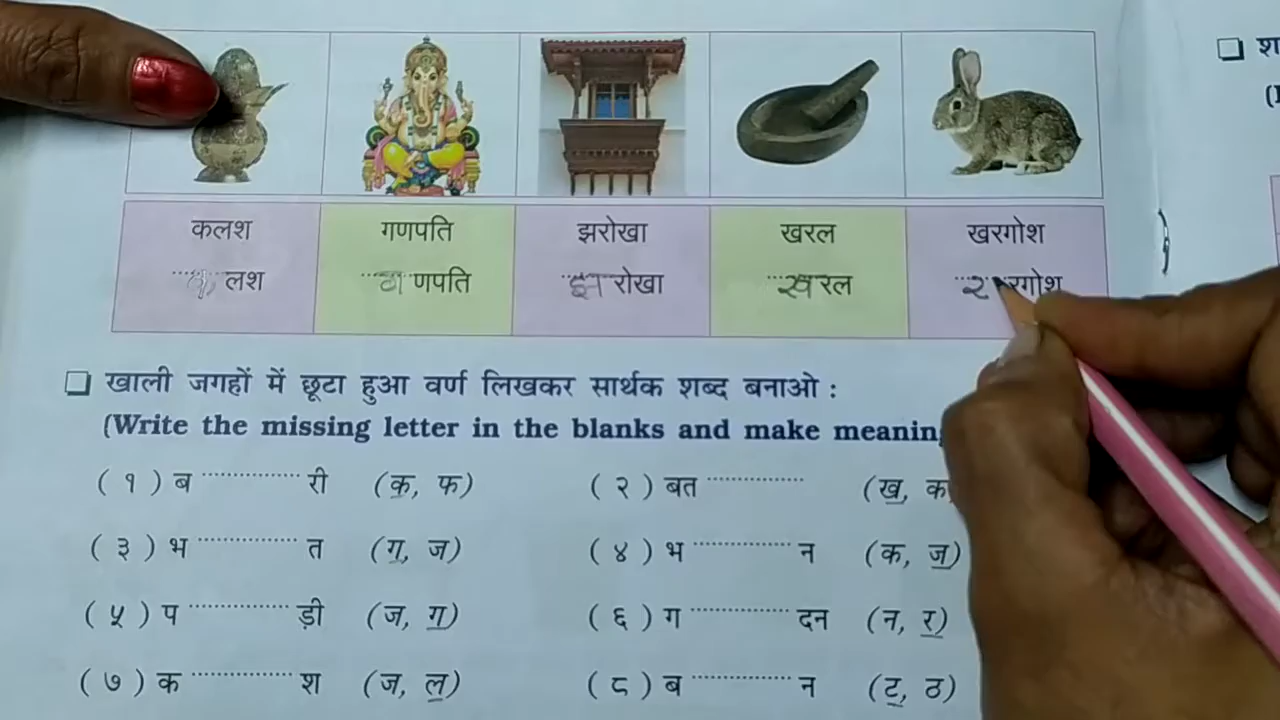 कलश गणपति झरोखा खरल खरगोश
क लश ग णपति झ रोखा ख रल रगोश
खाली जगहों में छूटा हुआ वर्ण लिखकर सार्थक शब्द बनाओ :
(Write the missing letter in the blanks and make
( १ ) ब ............... री (क, फ) ( २ ) बत ............... (ख, क
( ३ ) भ ............... त (ग, ज) ( ४ ) भ ............... न (क, ज)
( ५ ) प ............... ड़ी (ज, ग) ( ६ ) ग ............... दन (न, र)
( ७ ) क ............... श (ज, ल) ( ८ ) ब ............... न (ट, ठ)